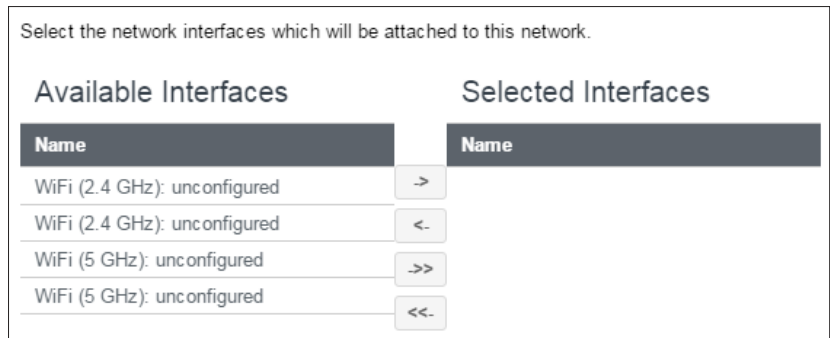 Select the network interfaces which will be attached to this network.
Available Interfaces
Selected Interfaces
Name
Name
WiFi (2.4 GHz): unconfigured
WiFi (2.4 GHz): unconfigured
WiFi (5 GHz): unconfigured
WiFi (5 GHz): unconfigured
->
<-
->>
<<-